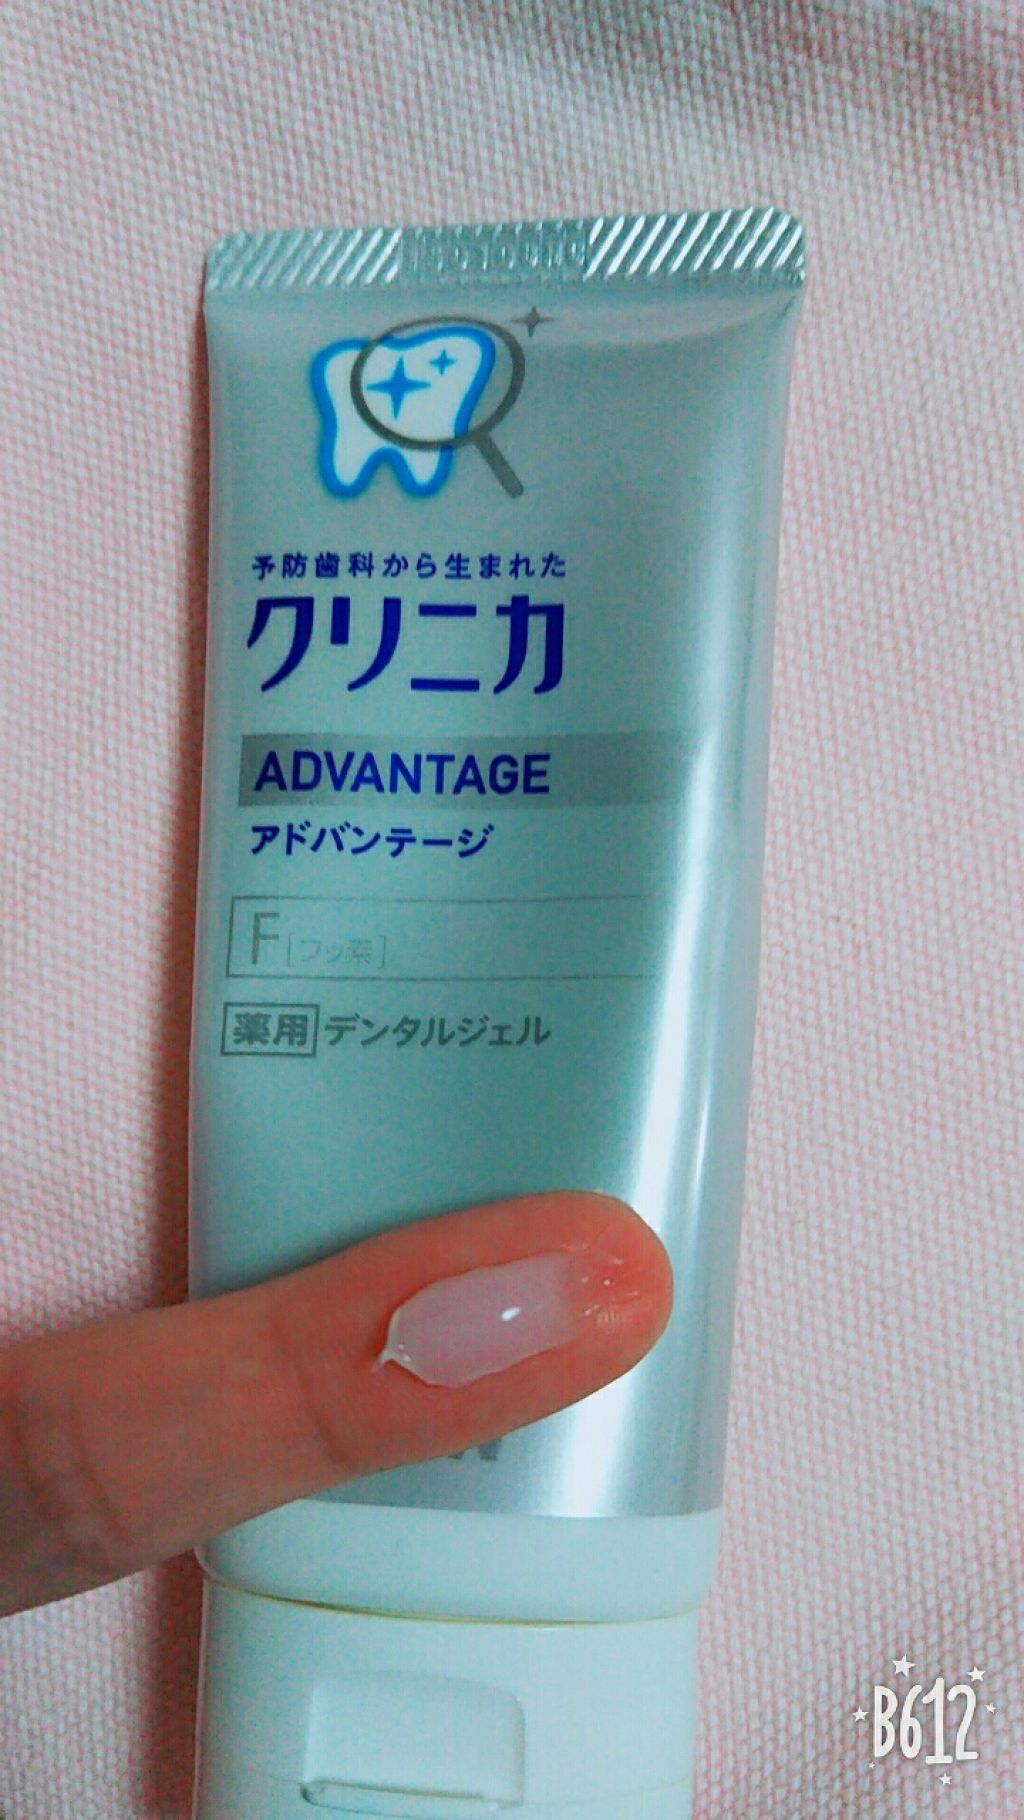 予防歯科から生まれた
クリニカ
ADVANTAGE
アドバンテージ
F[フッ素]
薬用 デンタルジェル
B612